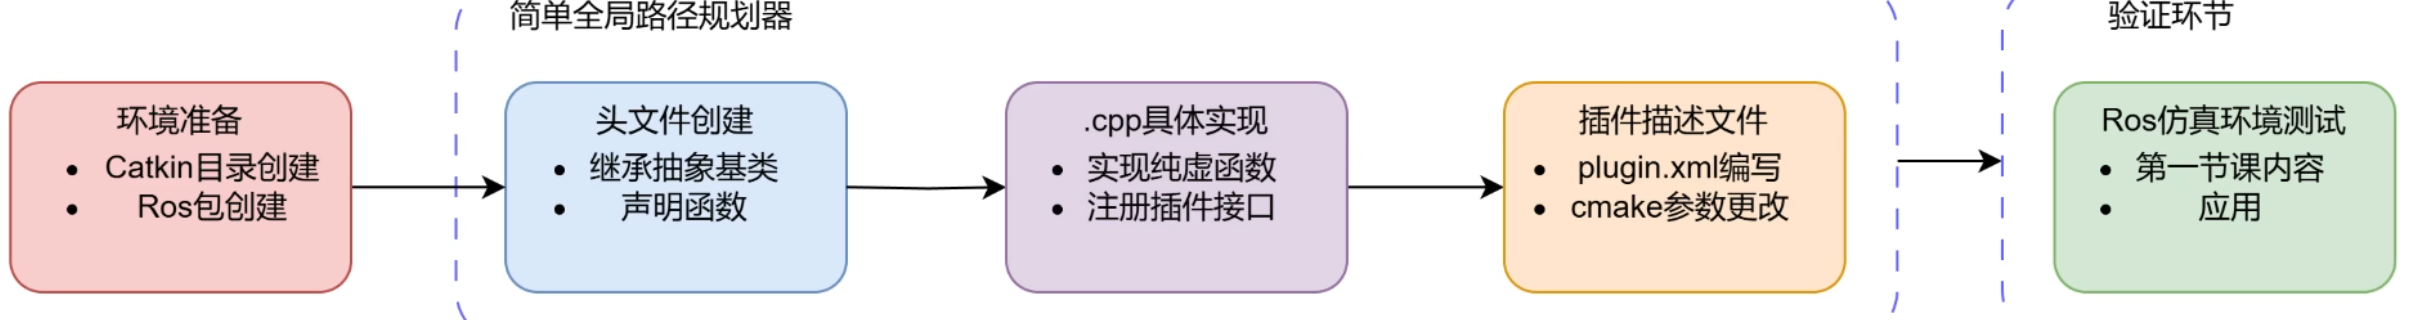 简单全局路径规划器
验证环节
环境准备
Catkin目录创建
Ros包创建
头文件创建
继承抽象基类
声明函数
.cpp具体实现
实现纯虚函数
注册插件接口
插件描述文件
plugin.xml编写
cmake参数更改
Ros仿真环境测试
第一节课内容
应用